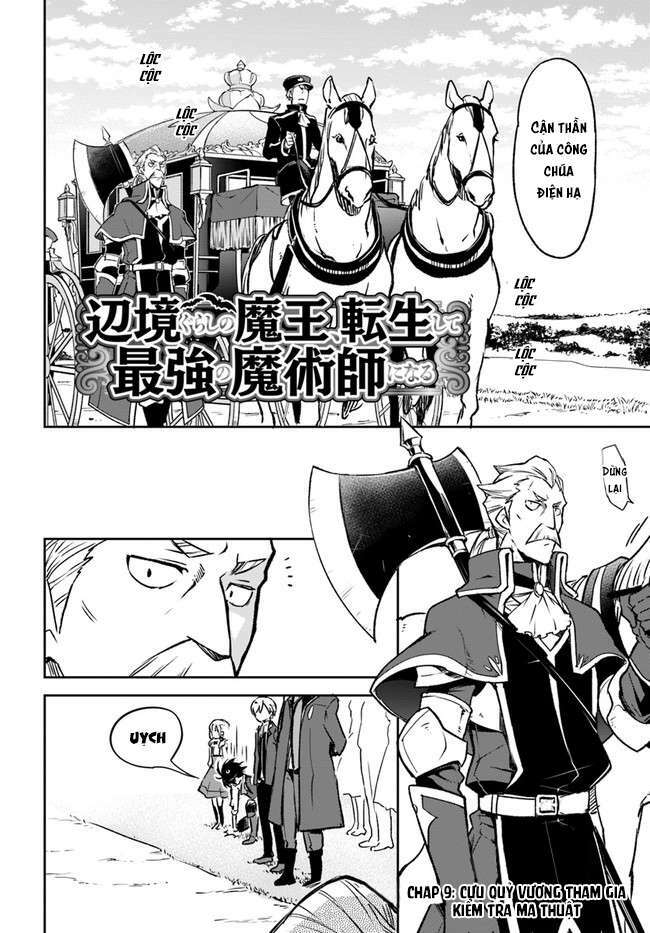 CẬN THẦN
CỦA CÔNG
CHÚA
ĐIỆN HẠ
LỘC
CỘC
LỘC
CỘC
LỘC
CỘC
LỘC
CỘC
辺境ぐらしの魔王、転生して
最強の魔術師になる
DỪNG
LẠI
UỊCH
CHAP 9: CỰU QUỶ VƯƠNG THAM GIA
KIỂM TRA MA THUẬT